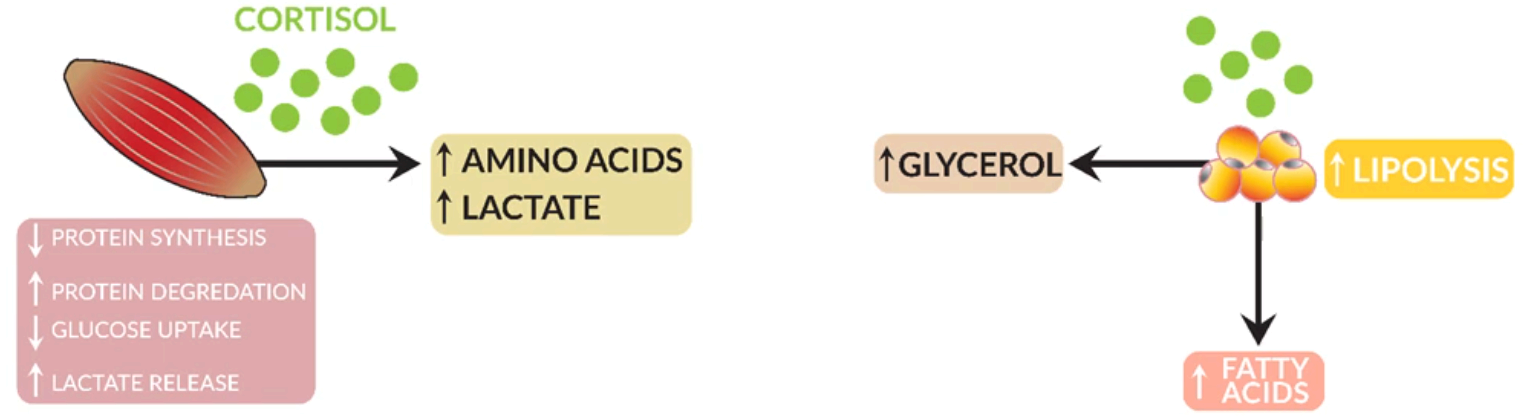 CORTISOL
↑ AMINO ACIDS
↑ LACTATE
↓ PROTEIN SYNTHESIS
↑ PROTEIN DEGREDATION
↓ GLUCOSE UPTAKE
↑ LACTATE RELEASE
↑ GLYCEROL
↑ LIPOLYSIS
↑ FATTY
ACIDS